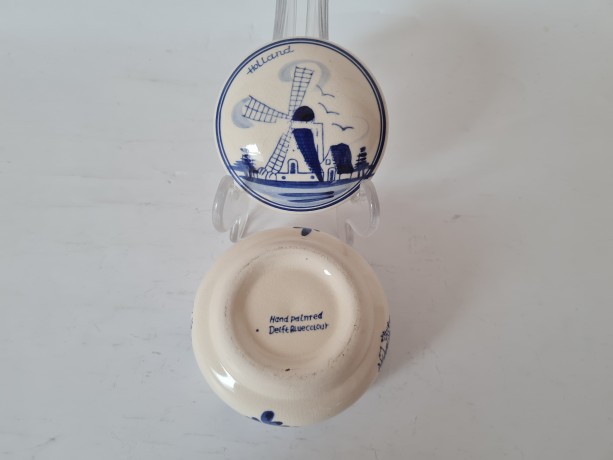 Holland
Hand painted
Delft Bluecolour